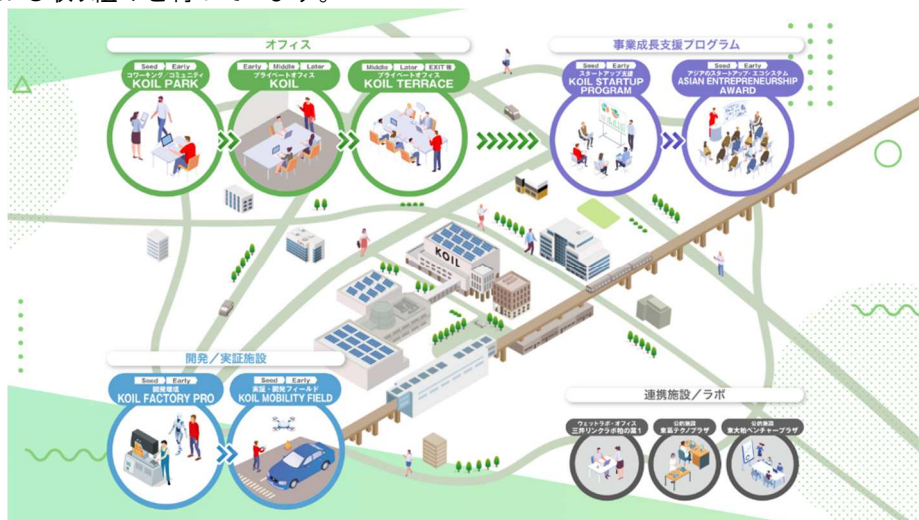 オフィス
Seed Early
コワーキング/コミュニティ
KOIL PARK
Early Middle Later
プライベートオフィス
KOIL
Middle Later EXIT後
プライベートオフィス
KOIL TERRACE
事業成長支援プログラム
Seed Early
スタートアップ支援
KOIL STARTUP
PROGRAM
Seed Early
アジアのスタートアップ・エコシステム
ASIAN ENTREPRENEURSHIP
AWARD
KOIL
開発/実証施設
Seed Early
開発環境
KOIL FACTORY PRO
Seed Early
実証・開発フィールド
KOIL MOBILITY FIELD
連携施設/ラボ
ウェットラボ・オフィス
三井リンクラボ柏の葉1
公的施設
東葛テクノプラザ
公的施設
東大柏ベンチャープラザ